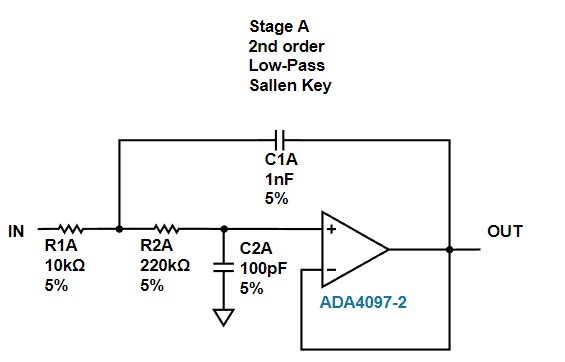 Stage A
2nd order
Low-Pass
Sallen Key
C1A
1nF
5%
IN
R1A
10kΩ
5%
R2A
220kΩ
5%
C2A
100pF
5%
+
−
ADA4097-2
OUT